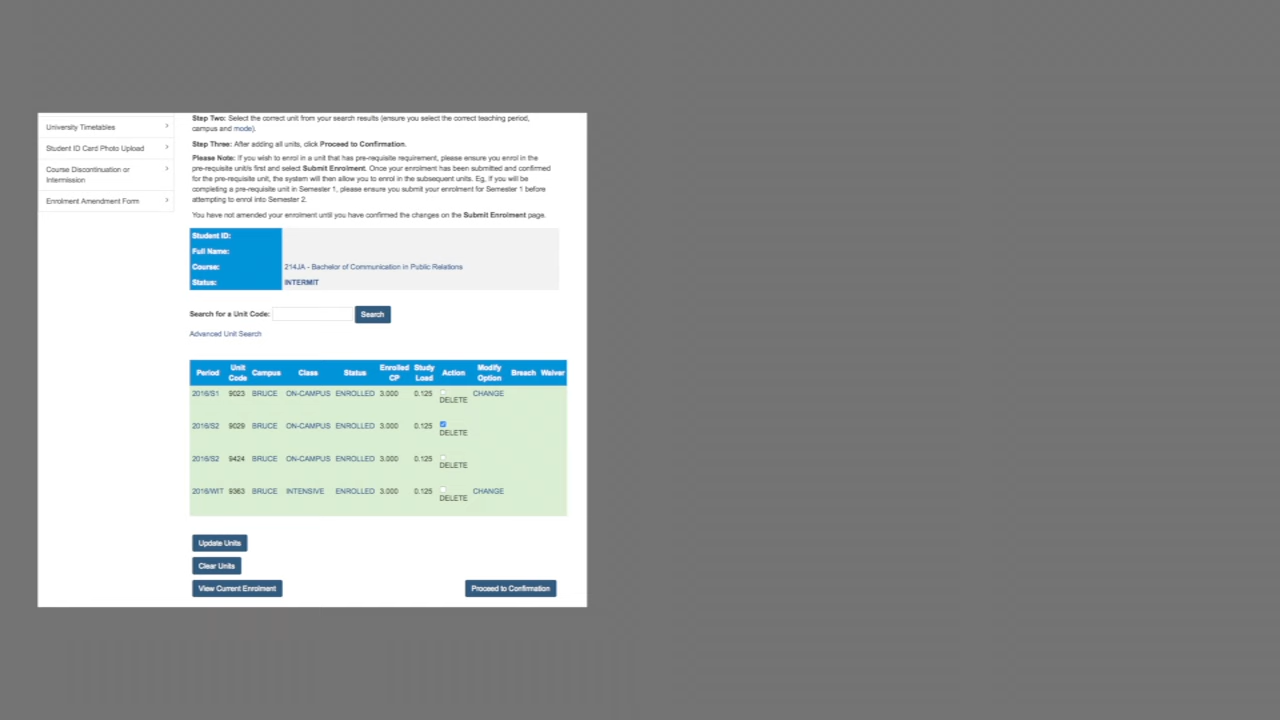 University Timetables
Student ID Card Photo Upload
Course Discontinuation or
Intermission
Enrolment Amendment Form
Step Two: Select the correct unit from your search results (ensure you select the correct teaching period,
campus and mode).
Step Three: After adding all units, click Proceed to Confirmation.
Please Note: If you wish to enrol in a unit that has pre-requisite requirement, please ensure you enrol in the
pre-requisite unit/s first and select Submit Enrolment. Once your enrolment has been submitted and confirmed
for the pre-requisite unit, the system will then allow you to enrol in the subsequent units. Eg, if you will be
completing a pre-requisite unit in Semester 1, please ensure you submit your enrolment for Semester 1 before
attempting to enrol into Semester 2.
You have not amended your enrolment until you have confirmed the changes on the Submit Enrolment page.
Student ID:
Full Name:
Course: 214JA - Bachelor of Communication in Public Relations
Status: INTERMIT
Search for a Unit Code: Search
Advanced Unit Search
Period Unit Code Campus Class Status Enrolled CP Study Load Action Modify Option Breach Waiver
2016/S1 9023 BRUCE ON-CAMPUS ENROLLED 3.000 0.125 DELETE CHANGE
2016/S2 9029 BRUCE ON-CAMPUS ENROLLED 3.000 0.125 DELETE
2016/S2 9424 BRUCE ON-CAMPUS ENROLLED 3.000 0.125 DELETE
2016/WIT 9363 BRUCE INTENSIVE ENROLLED 3.000 0.125 DELETE CHANGE
Update Units
Clear Units
View Current Enrolment Proceed to Confirmation